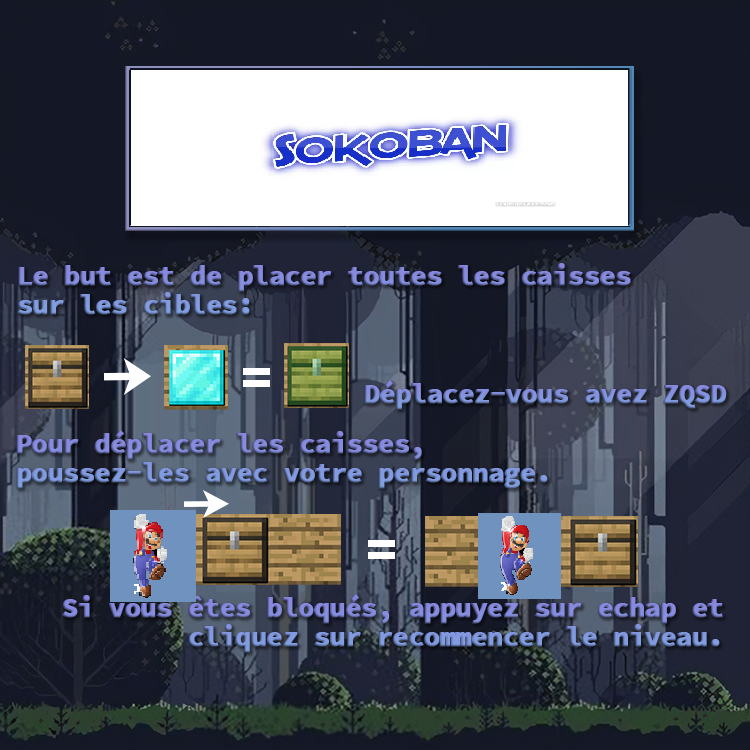 SOKOBAN
Le but est de placer toutes les caisses
sur les cibles:
Déplacez-vous avez ZQSD
Pour déplacer les caisses,
poussez-les avec votre personnage.
Si vous êtes bloqués, appuyez sur echap et
cliquez sur recommencer le niveau.